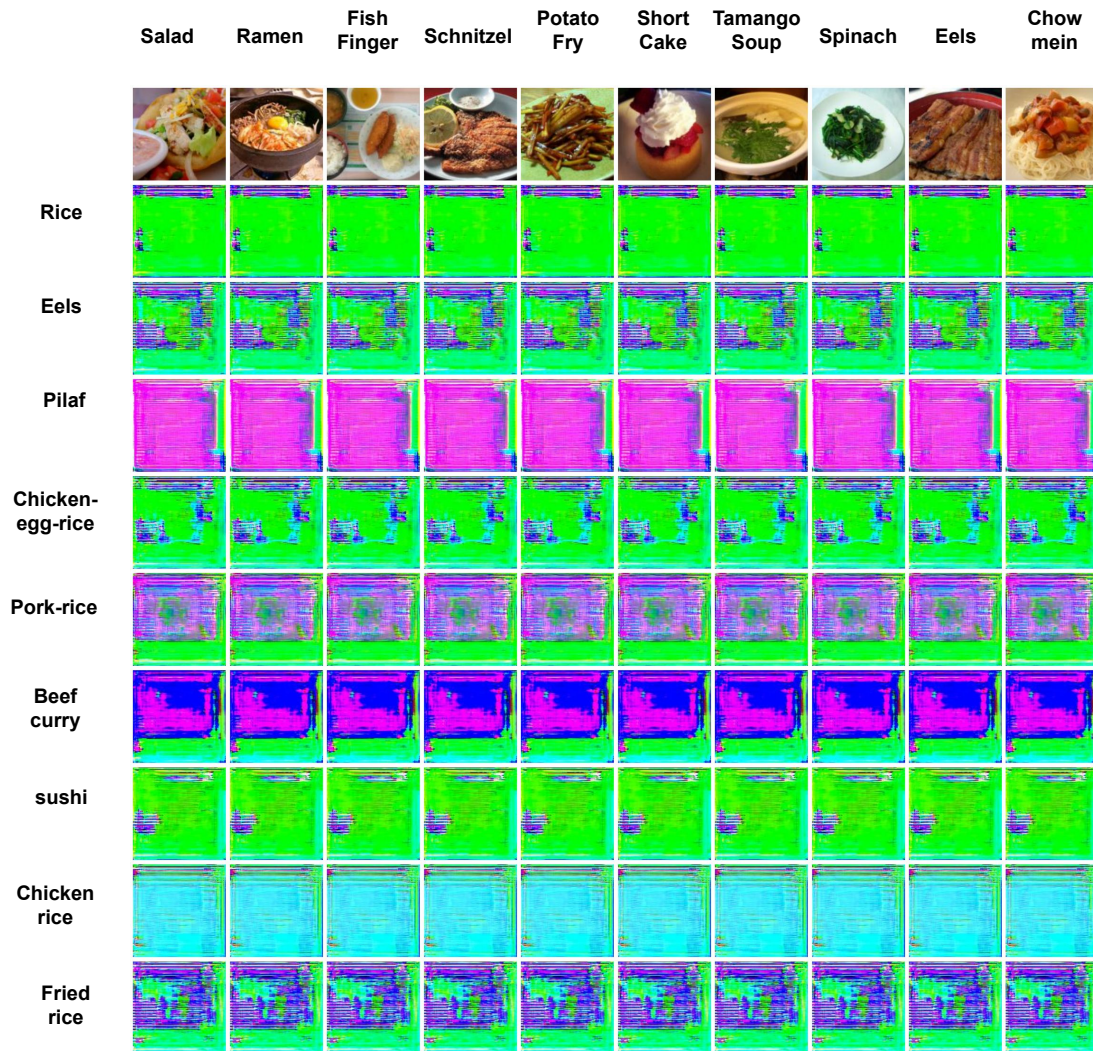 Salad Ramen Fish Finger Schnitzel Potato Fry Short Cake Tamango Soup Spinach Eels Chow mein
Rice
Eels
Pilaf
Chicken-
egg-rice
Pork-rice
Beef
curry
sushi
Chicken
rice
Fried
rice